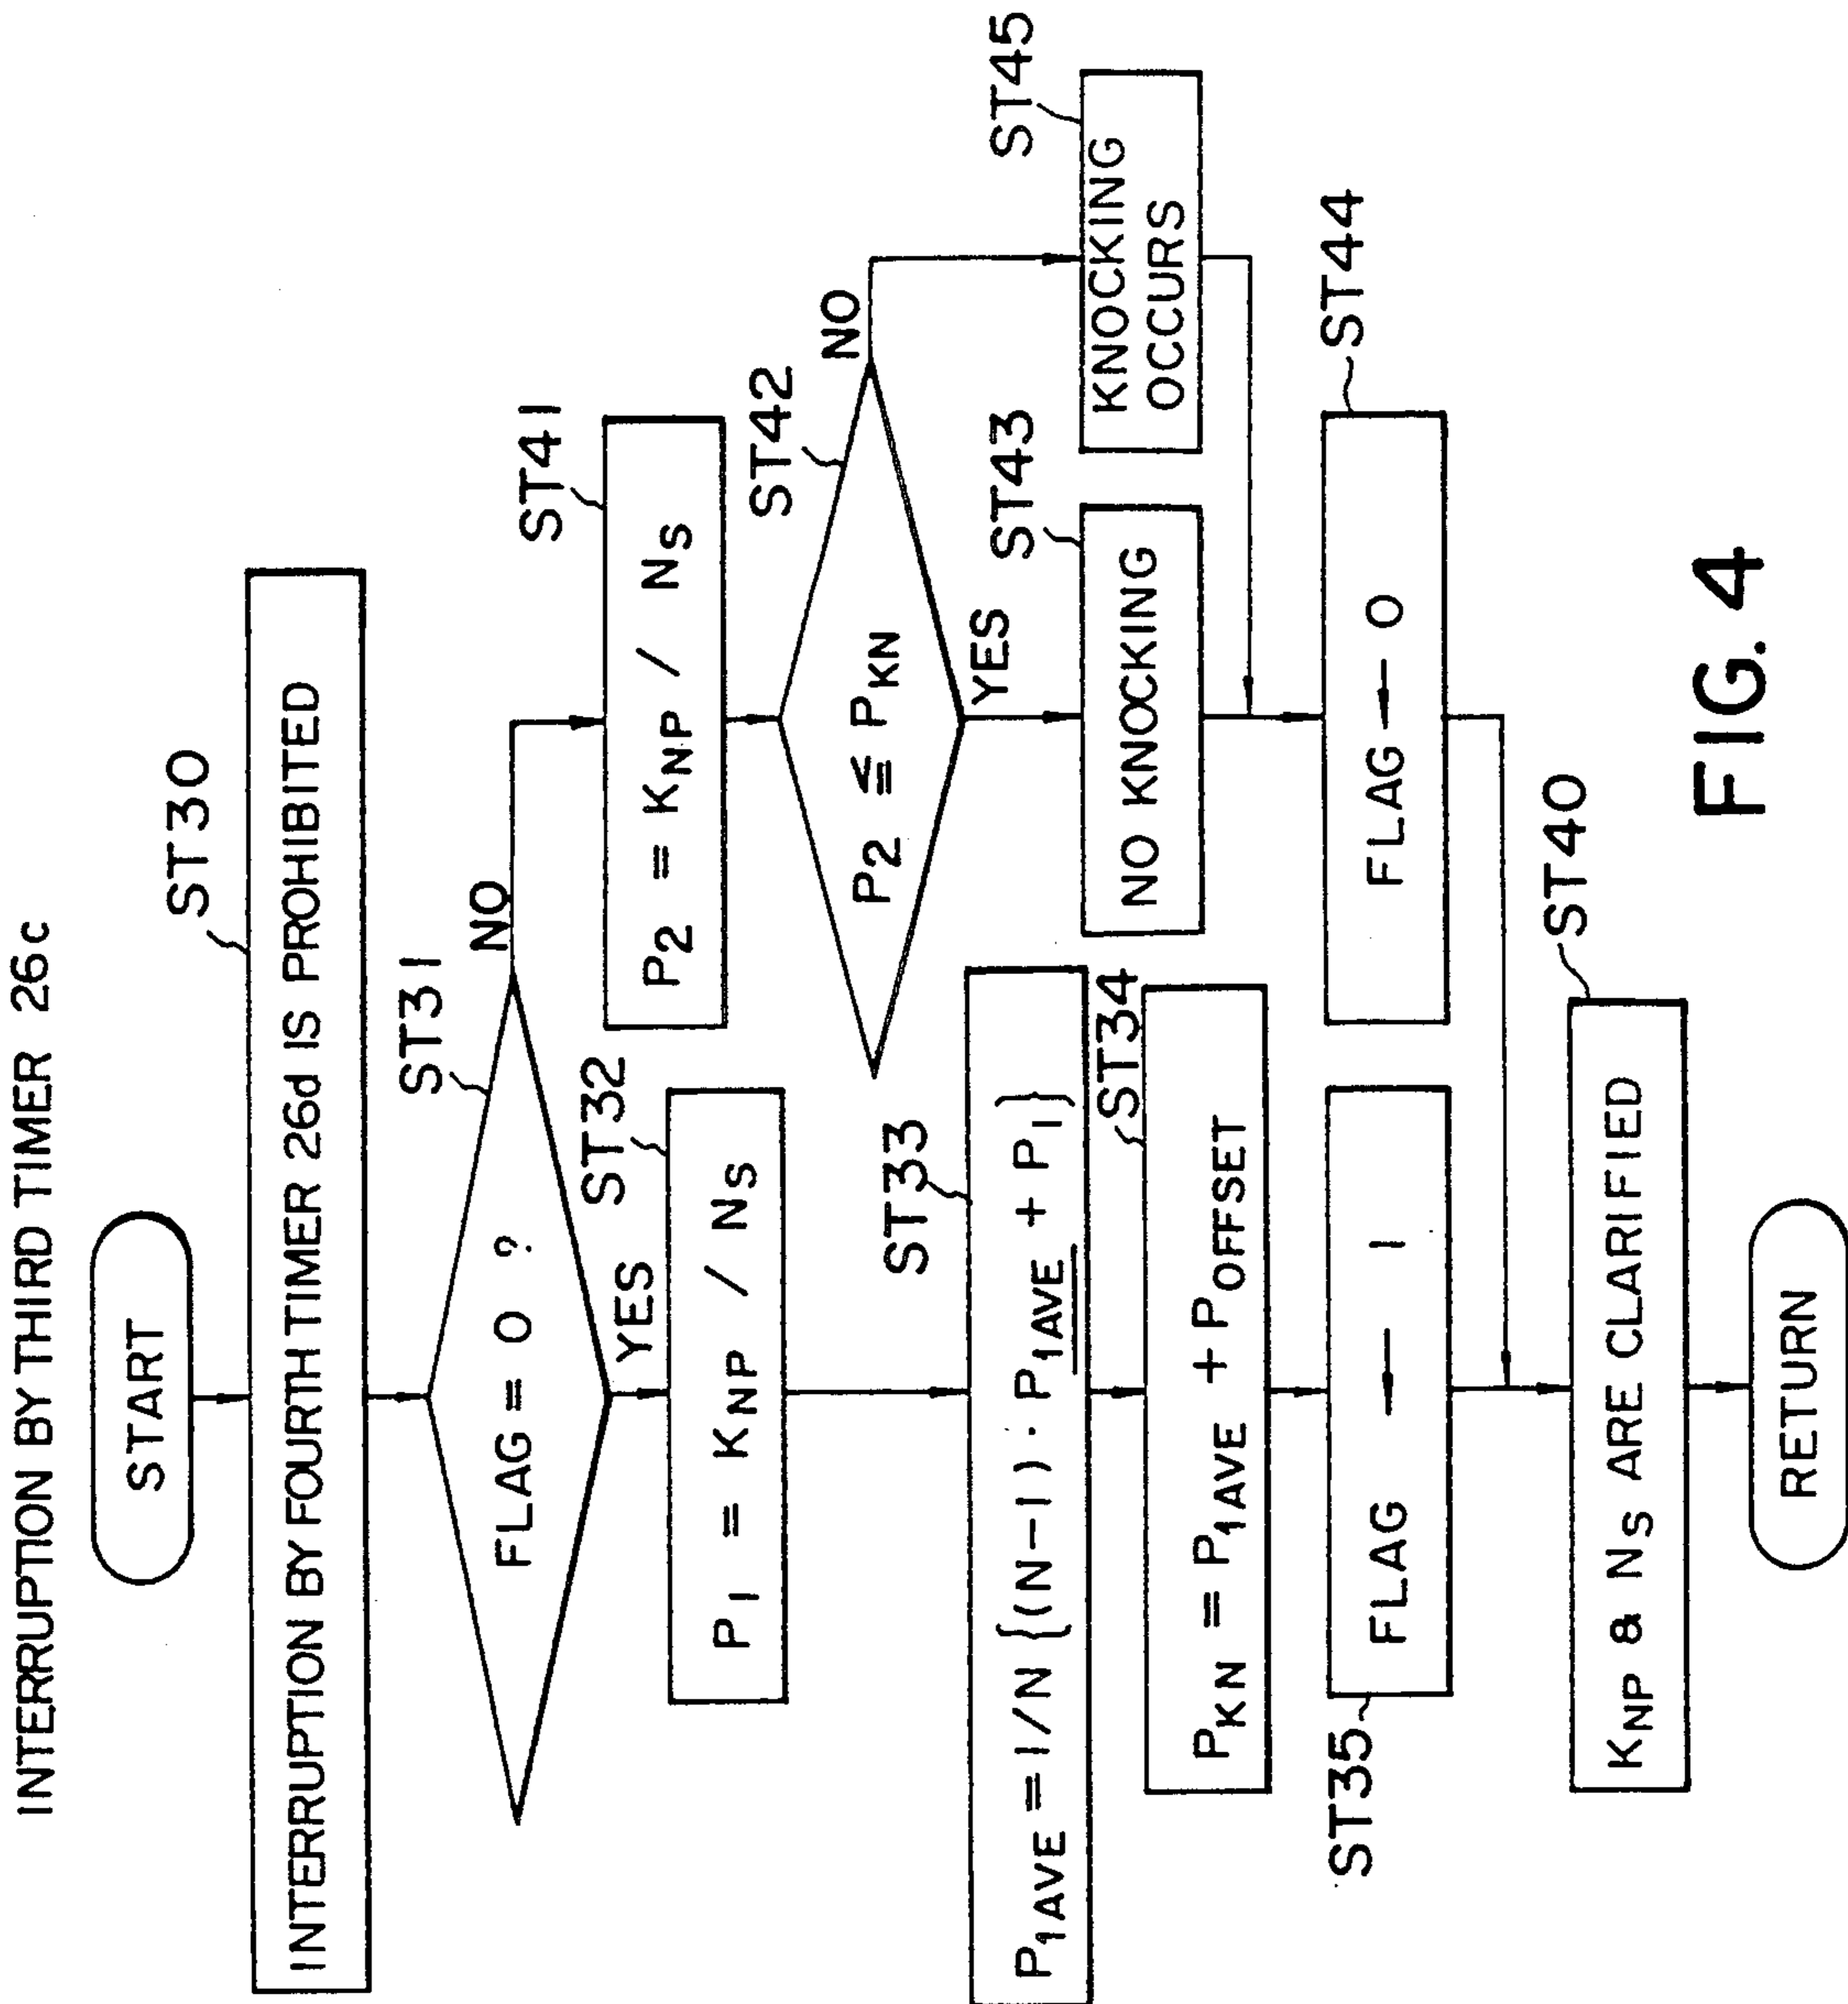 INTERRUPTION BY THIRD TIMER 26c
START
ST30
INTERRUPTION BY FOURTH TIMER 26d IS PROHIBITED
ST31
FLAG = 0 ?
NO
YES
ST32
P1 = KNP / NS
ST33
P1AVE = 1/N {(N-1) · P1AVE + P1}
ST34
PKN = P1AVE + POFFSET
ST35
FLAG ← 1
ST41
P2 = KNP / NS
ST42
P2 ≦ PKN
NO
YES
ST43
NO KNOCKING
ST45
KNOCKING
OCCURS
ST44
FLAG ← 0
ST40
KNP & NS ARE CLARIFIED
RETURN
FIG. 4